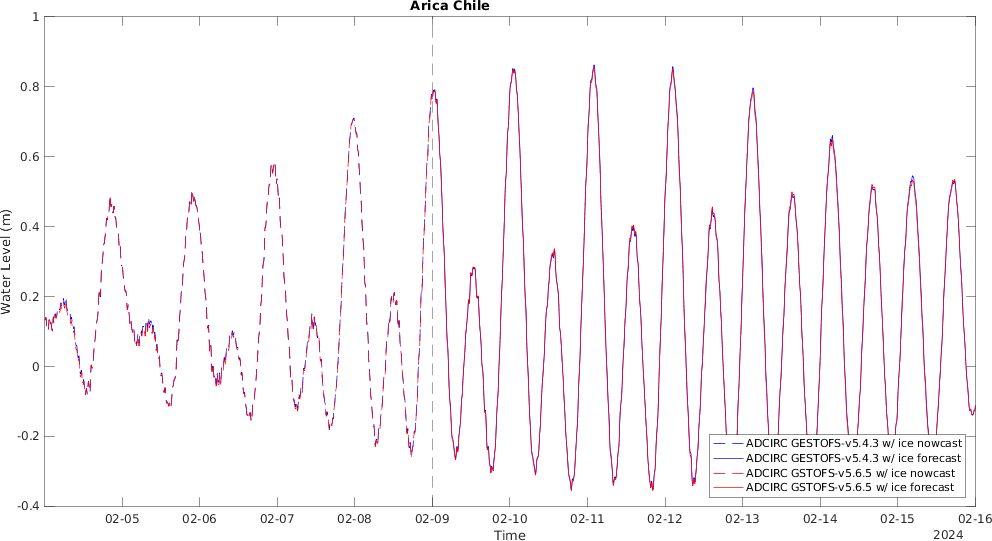 Arica Chile
1
0.8
0.6
0.4
0.2
0
-0.2
-0.4
Water Level (m)
02-05 02-06 02-07 02-08 02-09 02-10 02-11 02-12 02-13 02-14 02-15 02-16
Time
2024
ADCIRC GESTOFS-v5.4.3 w/ ice nowcast
ADCIRC GESTOFS-v5.4.3 w/ ice forecast
ADCIRC GSTOFS-v5.6.5 w/ ice nowcast
ADCIRC GSTOFS-v5.6.5 w/ ice forecast